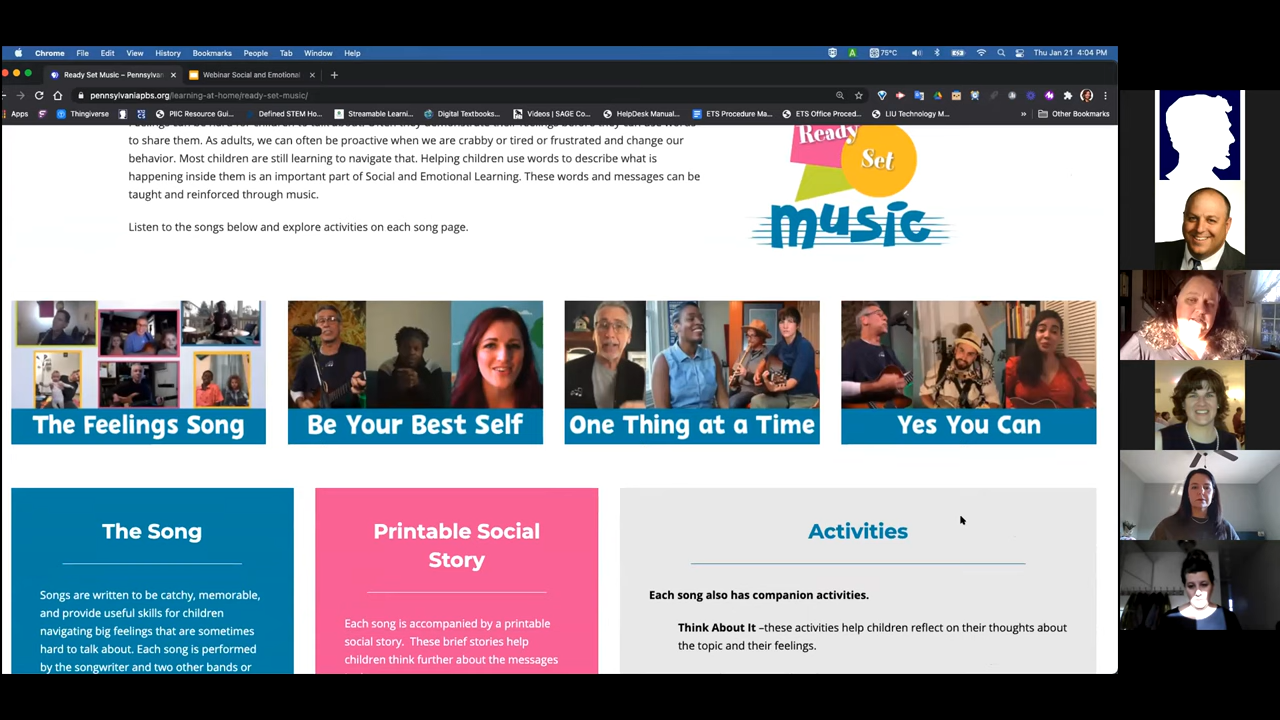 Chrome File Edit View History Bookmarks People Tab Window Help 75°C Thu Jan 21 4:04 PM
Ready Set Music – Pennsylvan Webinar Social and Emotional
pennsylvaniapbs.org/learning-at-home/ready-set-music/
Apps Thingiverse PIIC Resource Gui... Defined STEM Ho... Streamable Learni... Digital Textbooks... Videos | SAGE Co... HelpDesk Manual... ETS Procedure Ma... ETS Office Proced... LIU Technology M... » Other Bookmarks
to share them. As adults, we can often be proactive when we are crabby or tired or frustrated and change our
behavior. Most children are still learning to navigate that. Helping children use words to describe what is
happening inside them is an important part of Social and Emotional Learning. These words and messages can be
taught and reinforced through music.
Listen to the songs below and explore activities on each song page.
Ready
Set
music
The Feelings Song
Be Your Best Self
One Thing at a Time
Yes You Can
The Song
Songs are written to be catchy, memorable,
and provide useful skills for children
navigating big feelings that are sometimes
hard to talk about. Each song is performed
by the songwriter and two other bands or
Printable Social
Story
Each song is accompanied by a printable
social story. These brief stories help
children think further about the messages
Activities
Each song also has companion activities.
Think About It –these activities help children reflect on their thoughts about
the topic and their feelings.